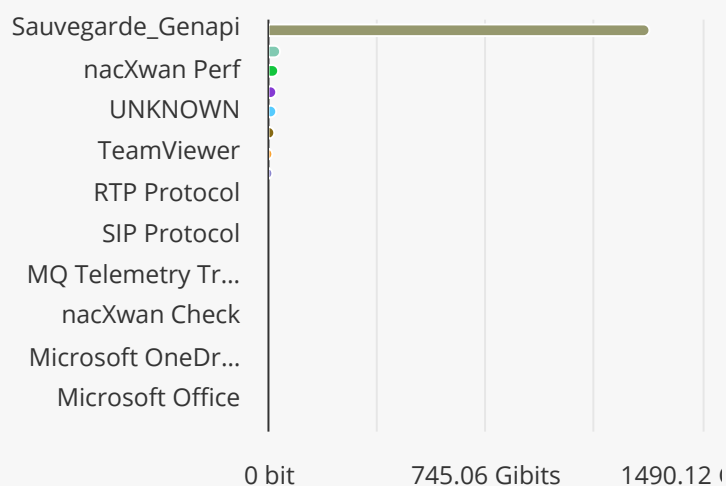 Sauvegarde_Genapi
nacXwan Perf
UNKNOWN
TeamViewer
RTP Protocol
SIP Protocol
MQ Telemetry Tr...
nacXwan Check
Microsoft OneDr...
Microsoft Office
0 bit 745.06 Gibits 1490.12